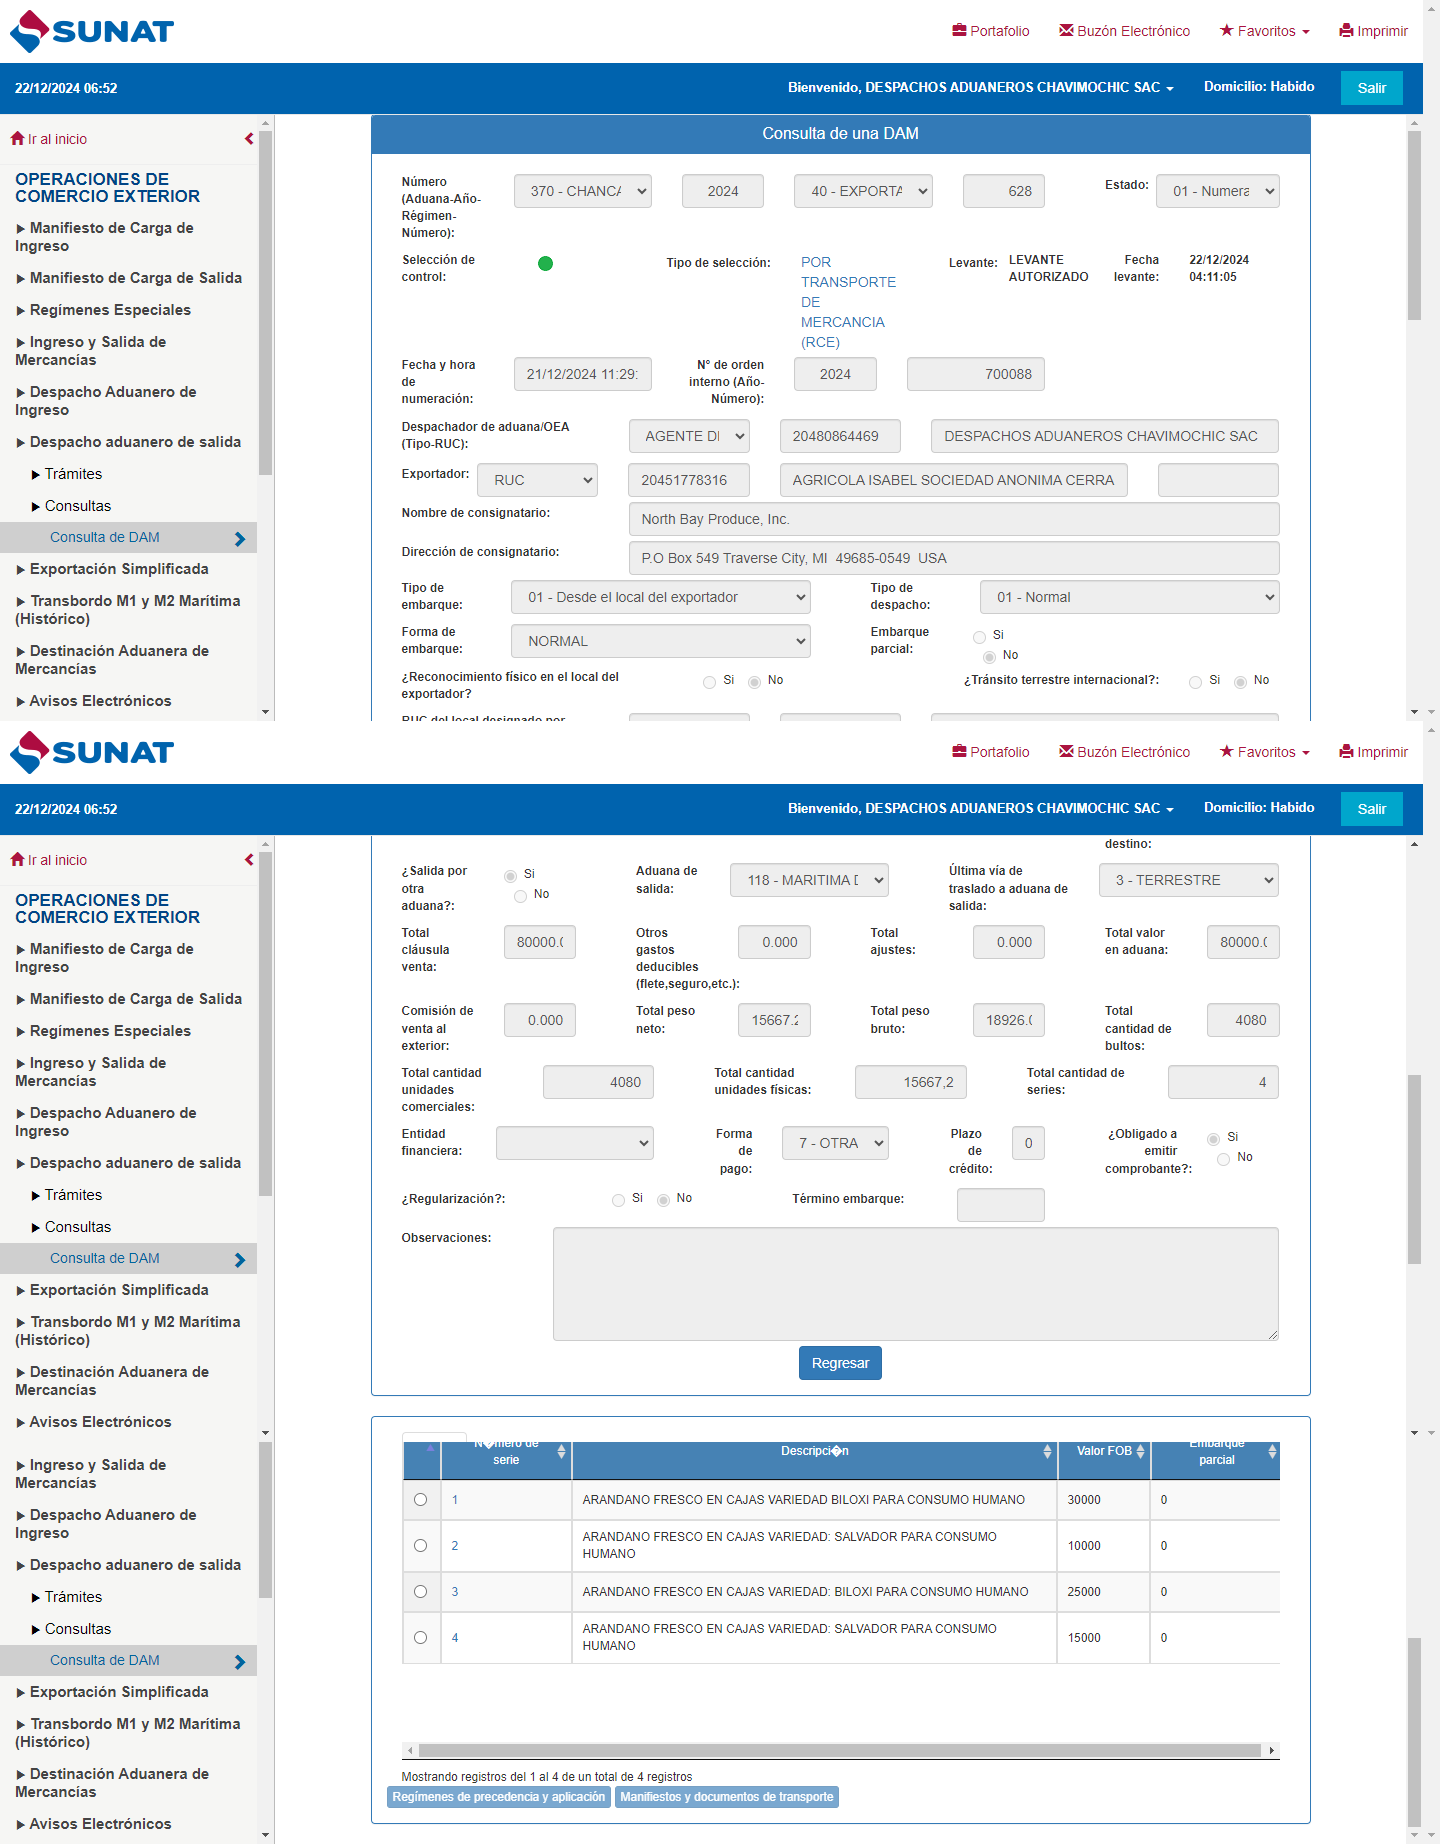 SUNAT
Portafolio
Buzón Electrónico
Favoritos
Imprimir
22/12/2024 06:52
Bienvenido, DESPACHOS ADUANEROS CHAVIMOCHIC SAC
Domicilio: Habido
Salir
Ir al inicio
OPERACIONES DE
COMERCIO EXTERIOR
Manifiesto de Carga de
Ingreso
Manifiesto de Carga de Salida
Regímenes Especiales
Ingreso y Salida de
Mercancías
Despacho Aduanero de
Ingreso
Despacho aduanero de salida
Trámites
Consultas
Consulta de DAM
Exportación Simplificada
Transbordo M1 y M2 Marítima
(Histórico)
Destinación Aduanera de
Mercancías
Avisos Electrónicos
Consulta de una DAM
Número
(Aduana-Año-
Régimen-
Número):
370 - CHANCA
2024
40 - EXPORTA
628
Estado:
01 - Numera
Selección de
control:
Tipo de selección:
POR
TRANSPORTE
DE
MERCANCIA
(RCE)
Levante:
LEVANTE
AUTORIZADO
Fecha
levante:
22/12/2024
04:11:05
Fecha y hora
de
numeración:
21/12/2024 11:29:
N° de orden
interno (Año-
Número):
2024
700088
Despachador de aduana/OEA
(Tipo-RUC):
AGENTE DI
20480864469
DESPACHOS ADUANEROS CHAVIMOCHIC SAC
Exportador:
RUC
20451778316
AGRICOLA ISABEL SOCIEDAD ANONIMA CERRA
Nombre de consignatario:
North Bay Produce, Inc.
Dirección de consignatario:
P.O Box 549 Traverse City, MI  49685-0549  USA
Tipo de
embarque:
01 - Desde el local del exportador
Tipo de
despacho:
01 - Normal
Forma de
embarque:
NORMAL
Embarque
parcial:
Si
No
¿Reconocimiento físico en el local del
exportador?
Si
No
¿Tránsito terrestre internacional?:
Si
No
RUC del local designado por
SUNAT
Portafolio
Buzón Electrónico
Favoritos
Imprimir
22/12/2024 06:52
Bienvenido, DESPACHOS ADUANEROS CHAVIMOCHIC SAC
Domicilio: Habido
Salir
Ir al inicio
OPERACIONES DE
COMERCIO EXTERIOR
Manifiesto de Carga de
Ingreso
Manifiesto de Carga de Salida
Regímenes Especiales
Ingreso y Salida de
Mercancías
Despacho Aduanero de
Ingreso
Despacho aduanero de salida
Trámites
Consultas
Consulta de DAM
Exportación Simplificada
Transbordo M1 y M2 Marítima
(Histórico)
Destinación Aduanera de
Mercancías
Avisos Electrónicos
destino:
¿Salida por
otra
aduana?:
Si
No
Aduana de
salida:
118 - MARITIMA D
Última vía de
traslado a aduana de
salida:
3 - TERRESTRE
Total
cláusula
venta:
80000.0
Otros
gastos
deducibles
(flete,seguro,etc.):
0.000
Total
ajustes:
0.000
Total valor
en aduana:
80000.0
Comisión de
venta al
exterior:
0.000
Total peso
neto:
15667.2
Total peso
bruto:
18926.0
Total
cantidad de
bultos:
4080
Total cantidad
unidades
comerciales:
4080
Total cantidad
unidades físicas:
15667,2
Total cantidad de
series:
4
Entidad
financiera:
Forma
de
pago:
7 - OTRA
Plazo
de
crédito:
0
¿Obligado a
emitir
comprobante?:
Si
No
¿Regularización?:
Si
No
Término embarque:
Observaciones:
Regresar
Ingreso y Salida de
Mercancías
Despacho Aduanero de
Ingreso
Despacho aduanero de salida
Trámites
Consultas
Consulta de DAM
Exportación Simplificada
Transbordo M1 y M2 Marítima
(Histórico)
Destinación Aduanera de
Mercancías
Avisos Electrónicos
N�mero de
serie
Descripci�n
Valor FOB
Embarque
parcial
1
ARANDANO FRESCO EN CAJAS VARIEDAD BILOXI PARA CONSUMO HUMANO
30000
0
2
ARANDANO FRESCO EN CAJAS VARIEDAD: SALVADOR PARA CONSUMO
HUMANO
10000
0
3
ARANDANO FRESCO EN CAJAS VARIEDAD: BILOXI PARA CONSUMO HUMANO
25000
0
4
ARANDANO FRESCO EN CAJAS VARIEDAD: SALVADOR PARA CONSUMO
HUMANO
15000
0
Mostrando registros del 1 al 4 de un total de 4 registros
Regímenes de precedencia y aplicación
Manifiestos y documentos de transporte